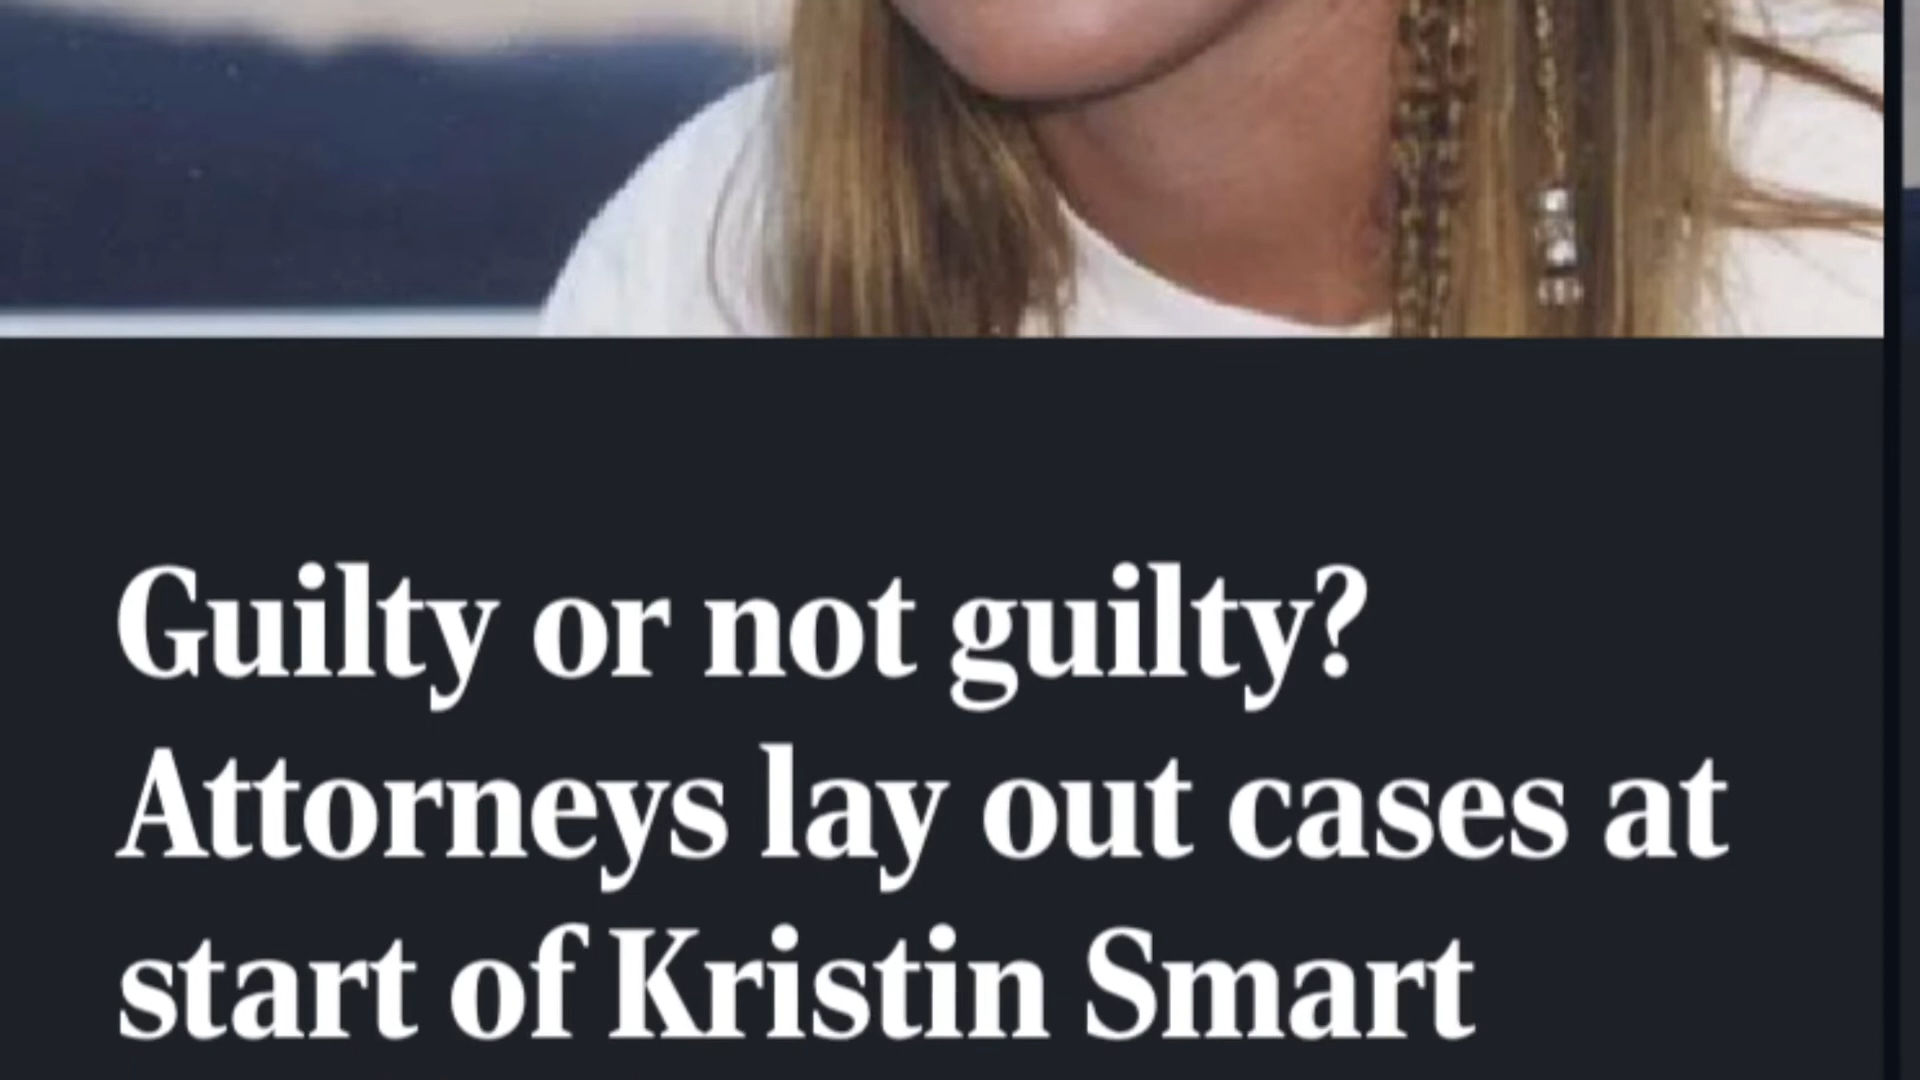 Guilty or not guilty?
Attorneys lay out cases at
start of Kristin Smart